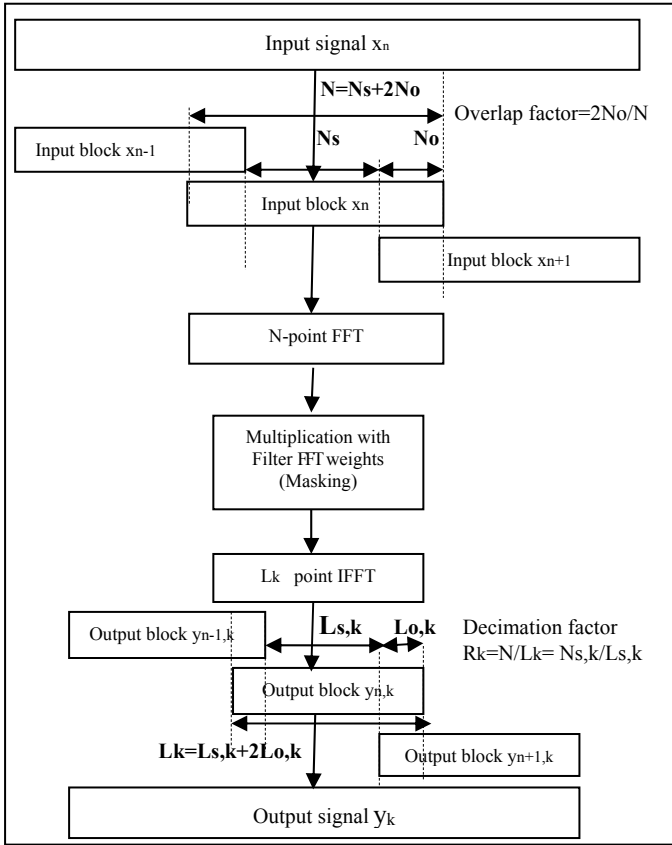 Input signal xn
N=Ns+2No
Overlap factor=2No/N
Input block xn-1
Ns
No
Input block xn
Input block xn+1
N-point FFT
Multiplication with
Filter FFT weights
(Masking)
Lk point IFFT
Output block yn-1,k
Ls,k
Lo,k
Decimation factor
Rk=N/Lk= Ns,k/Ls,k
Output block yn,k
Lk=Ls,k+2Lo,k
Output block yn+1,k
Output signal yk